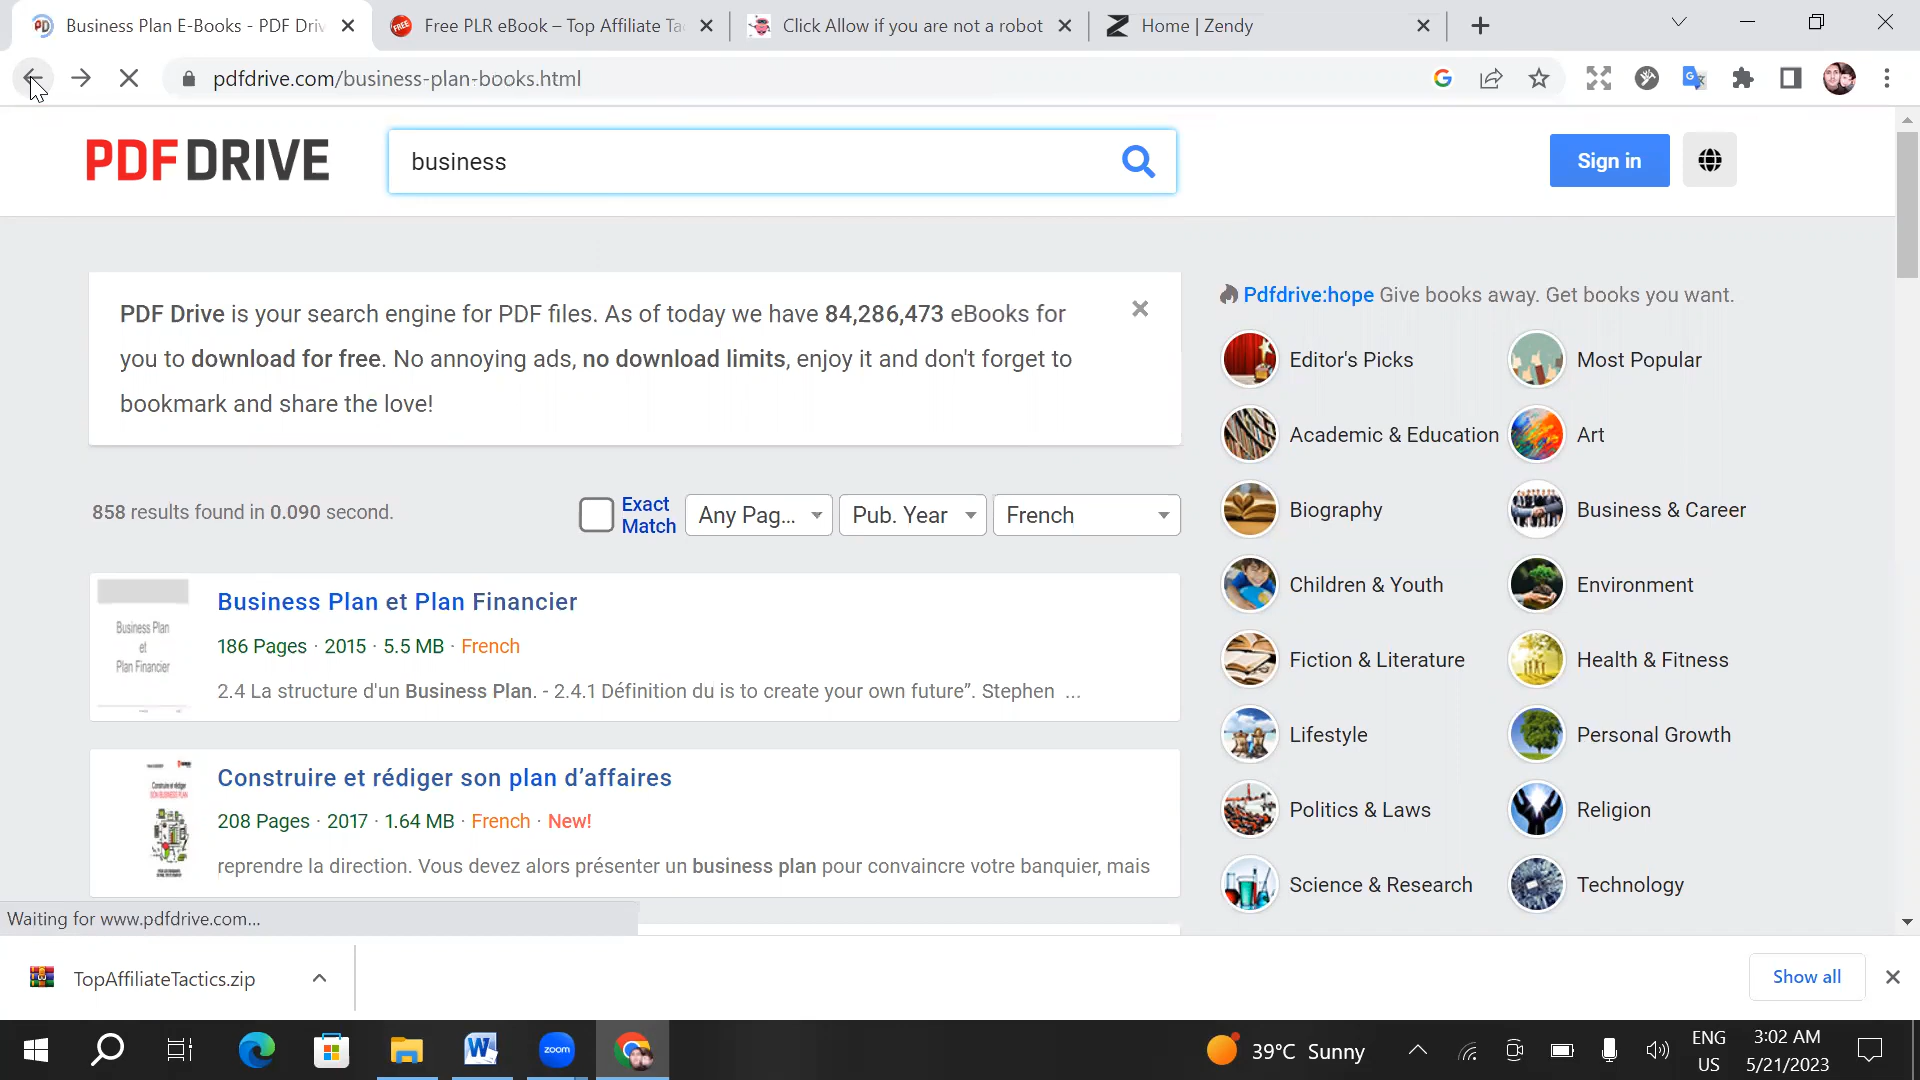 Business Plan E-Books - PDF Driv
Free PLR eBook – Top Affiliate Ta
Click Allow if you are not a robot
Home | Zendy
pdfdrive.com/business-plan-books.html
PDF DRIVE
business
Sign in
PDF Drive is your search engine for PDF files. As of today we have 84,286,473 eBooks for
you to download for free. No annoying ads, no download limits, enjoy it and don't forget to
bookmark and share the love!
Pdfdrive:hope Give books away. Get books you want.
Editor's Picks
Most Popular
Academic & Education
Art
Biography
Business & Career
Children & Youth
Environment
Fiction & Literature
Health & Fitness
Lifestyle
Personal Growth
Politics & Laws
Religion
Science & Research
Technology
858 results found in 0.090 second.
Exact
Match
Any Pag...
Pub. Year
French
Business Plan
et
Plan Financier
Business Plan et Plan Financier
186 Pages · 2015 · 5.5 MB · French
2.4 La structure d'un Business Plan. - 2.4.1 Définition du is to create your own future”. Stephen ...
Construire et rédiger son plan d’affaires
208 Pages · 2017 · 1.64 MB · French · New!
reprendre la direction. Vous devez alors présenter un business plan pour convaincre votre banquier, mais
Waiting for www.pdfdrive.com...
TopAffiliateTactics.zip
Show all
zoom
39°C Sunny
ENG
US
3:02 AM
5/21/2023